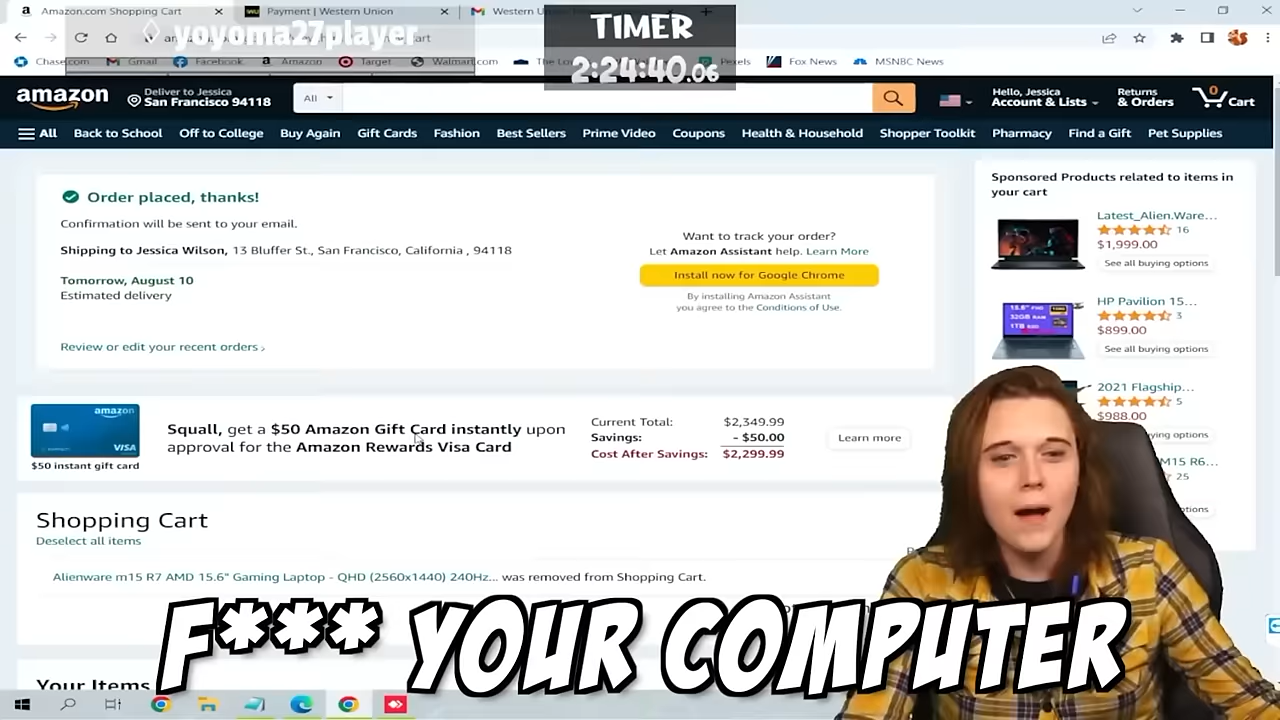 Amazon.com Shopping Cart
Payment | Western Union
Western Un
yoyoma27player
TIMER
2:24:40.06
Chase.com
Gmail
Facebook
Amazon
Target
Walmart.com
Pexels
Fox News
MSNBC News
amazon
Deliver to Jessica
San Francisco 94118
All
Hello, Jessica
Account & Lists
Returns
& Orders
0
Cart
All
Back to School
Off to College
Buy Again
Gift Cards
Fashion
Best Sellers
Prime Video
Coupons
Health & Household
Shopper Toolkit
Pharmacy
Find a Gift
Pet Supplies
Order placed, thanks!
Confirmation will be sent to your email.
Shipping to Jessica Wilson, 13 Bluffer St., San Francisco, California , 94118
Tomorrow, August 10
Estimated delivery
Review or edit your recent orders ›
Want to track your order?
Let Amazon Assistant help. Learn More
Install now for Google Chrome
By installing Amazon Assistant
you agree to the Conditions of Use.
Sponsored Products related to items in
your cart
Latest_Alien.Ware...
16
$1,999.00
See all buying options
HP Pavilion 15...
3
$899.00
See all buying options
2021 Flagship...
5
$988.00
ying options
M15 R6...
25
options
amazon
VISA
$50 instant gift card
Squall, get a $50 Amazon Gift Card instantly upon
approval for the Amazon Rewards Visa Card
Current Total: $2,349.99
Savings: - $50.00
Cost After Savings: $2,299.99
Learn more
Shopping Cart
Deselect all items
Alienware m15 R7 AMD 15.6" Gaming Laptop - QHD (2560x1440) 240Hz... was removed from Shopping Cart.
F*** YOUR COMPUTER
Your Items